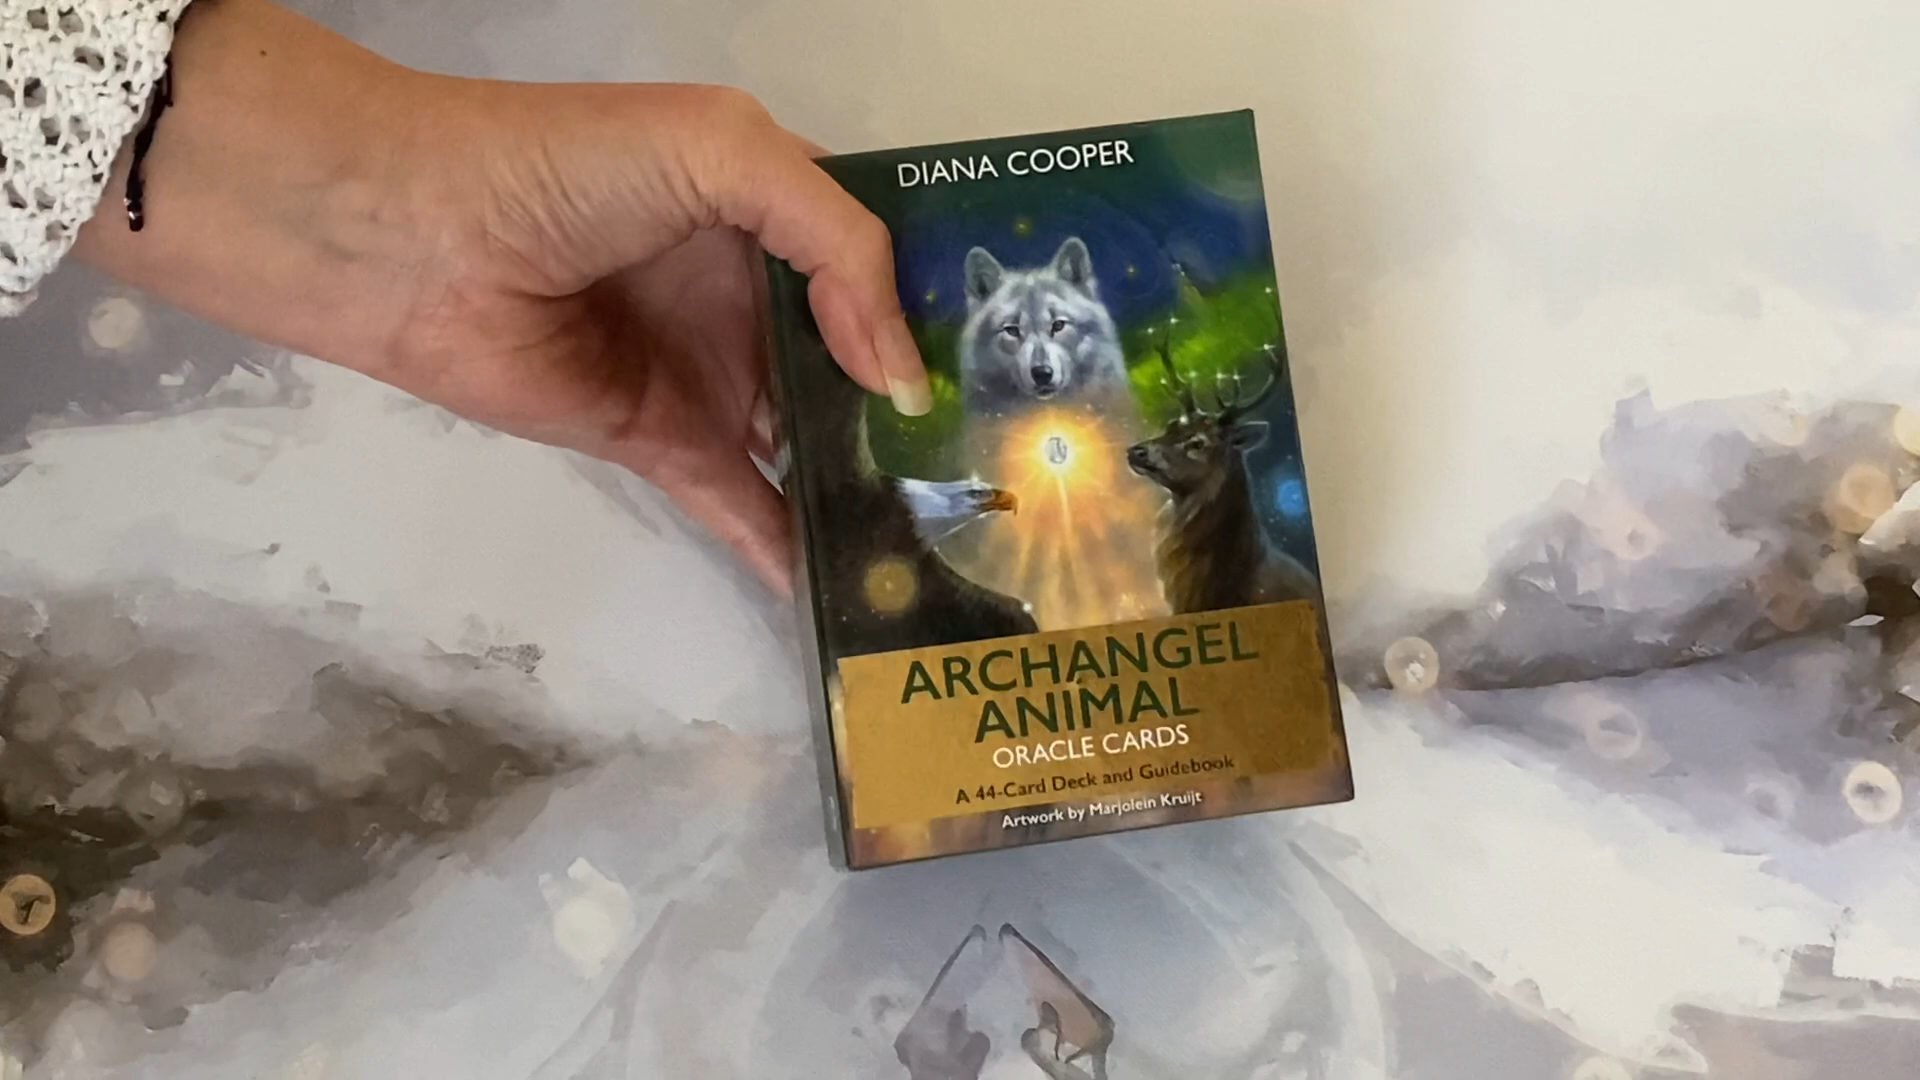 DIANA COOPER
ARCHANGEL
ANIMAL
ORACLE CARDS
A 44-Card Deck and Guidebook
Artwork by Marjolein Kruijt